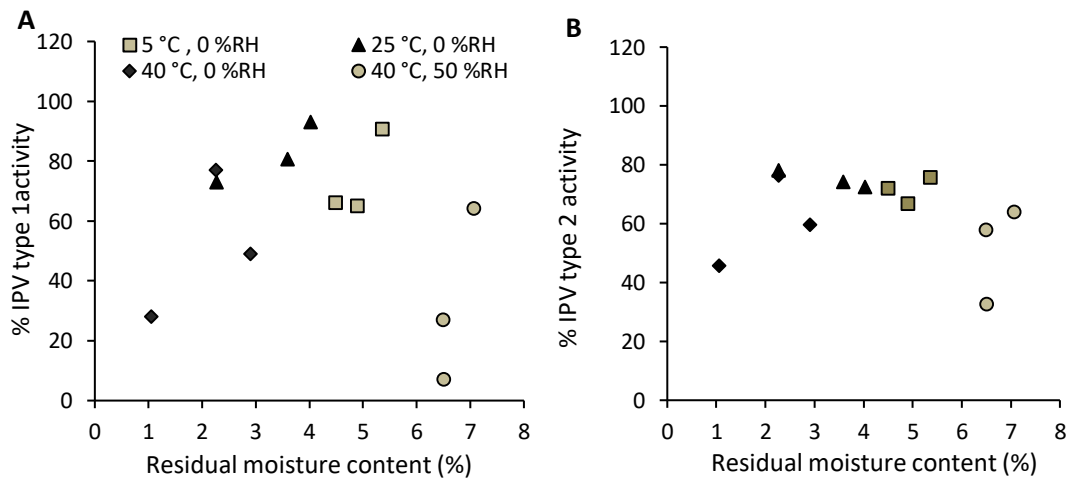 A
120
100
80
60
40
20
0
% IPV type 1activity
5 °C , 0 %RH
25 °C, 0 %RH
40 °C, 0 %RH
40 °C, 50 %RH
0 1 2 3 4 5 6 7 8
Residual moisture content (%)
B
120
100
80
60
40
20
0
% IPV type 2 activity
0 1 2 3 4 5 6 7 8
Residual moisture content (%)